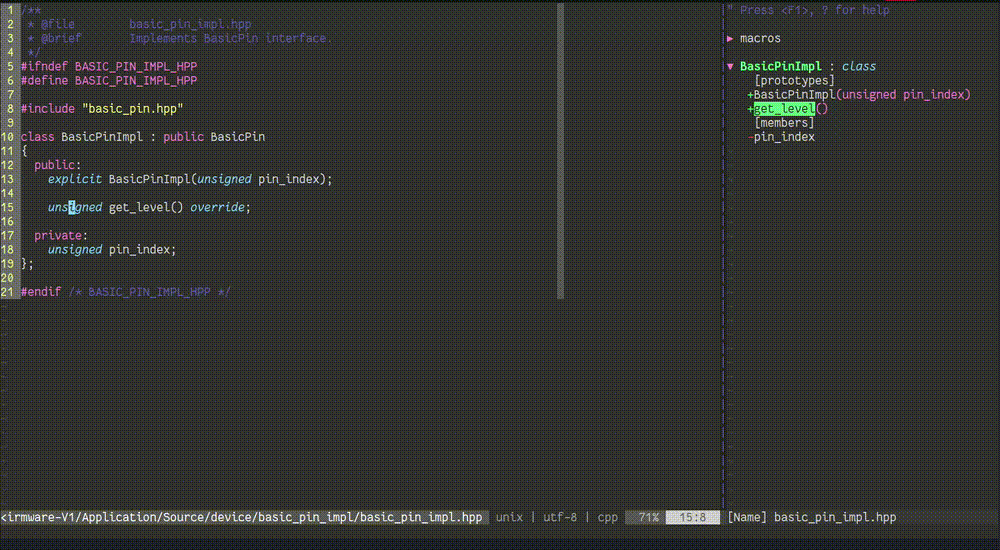 1 /**
2  * @file        basic_pin_impl.hpp
3  * @brief       Implements BasicPin interface.
4  */
5 #ifndef BASIC_PIN_IMPL_HPP
6 #define BASIC_PIN_IMPL_HPP
7
8 #include "basic_pin.hpp"
9
10 class BasicPinImpl : public BasicPin
11 {
12   public:
13     explicit BasicPinImpl(unsigned pin_index);
14
15     unsigned get_level() override;
16
17   private:
18     unsigned pin_index;
19 };
20
21 #endif /* BASIC_PIN_IMPL_HPP */
<irmware-V1/Application/Source/device/basic_pin_impl/basic_pin_impl.hpp  unix | utf-8 | cpp  71%  15:8
" Press <F1>, ? for help
▶ macros
▼ BasicPinImpl : class
[prototypes]
+BasicPinImpl(unsigned pin_index)
+get_level()
[members]
-pin_index
[Name] basic_pin_impl.hpp